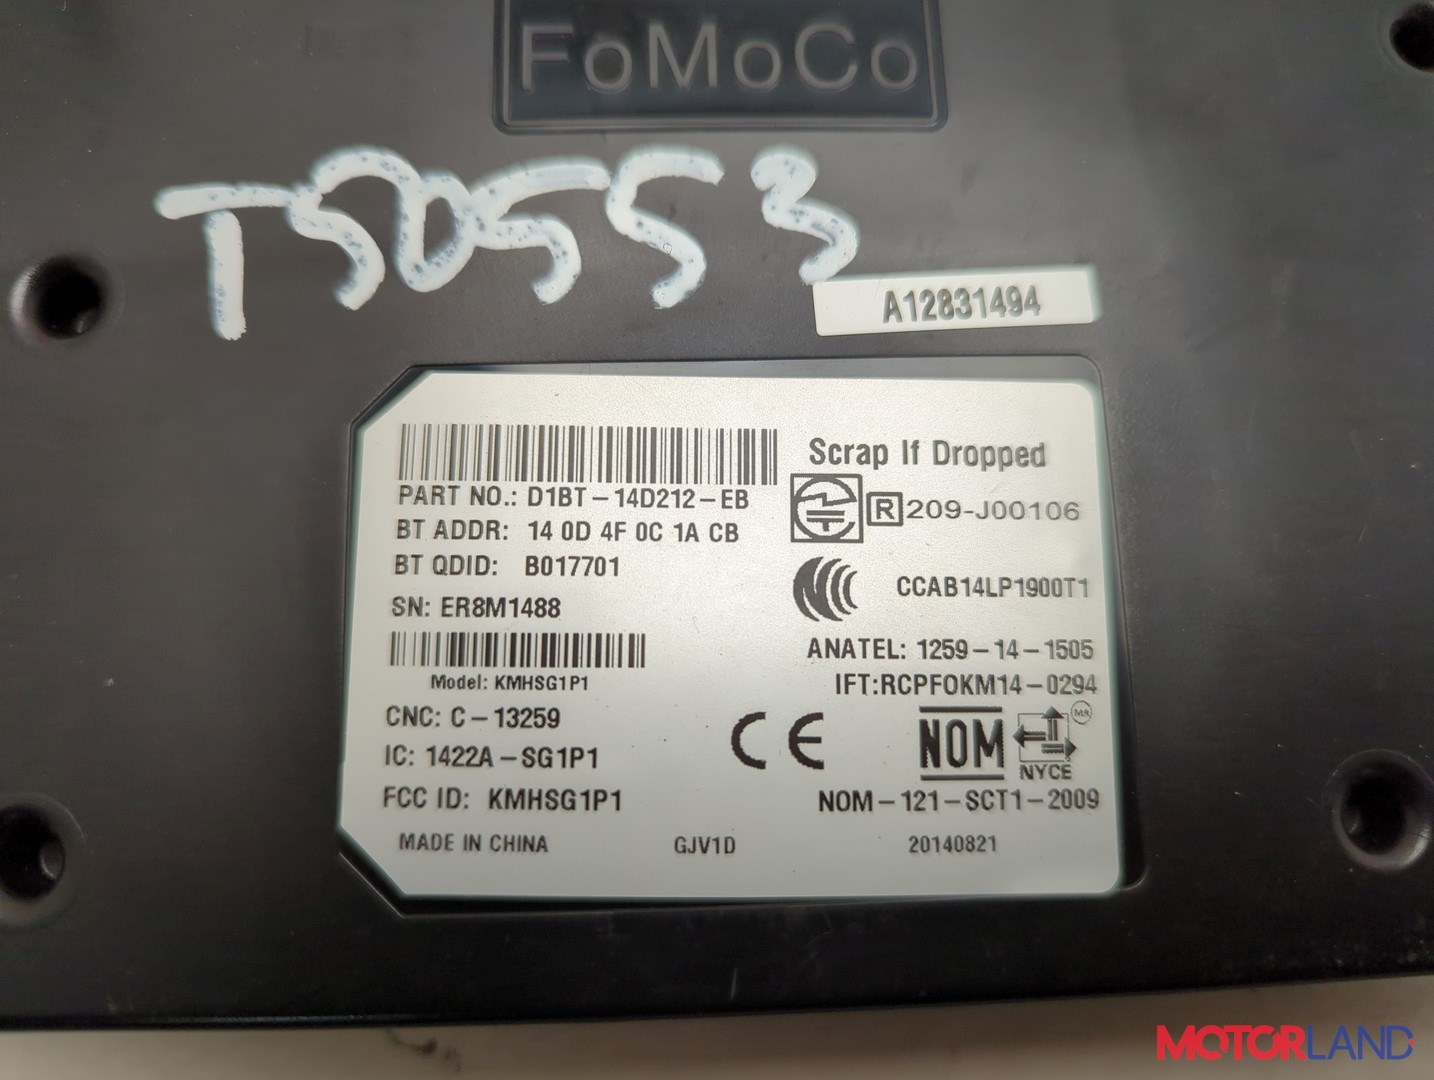 FoMoCo
T50553
A12831494
Scrap If Dropped
PART NO.: D1BT-14D212-EB
R 209-J00106
BT ADDR: 14 0D 4F 0C 1A CB
BT QDID: B017701
CCAB14LP1900T1
SN: ER8M1488
ANATEL: 1259-14-1505
Model: KMHSG1P1
IFT:RCPFOKM14-0294
CNC: C-13259
CE
NOM
NYCE
IC: 1422A-SG1P1
FCC ID: KMHSG1P1
NOM-121-SCT1-2009
MADE IN CHINA
GJV1D
20140821
MOTORLAND